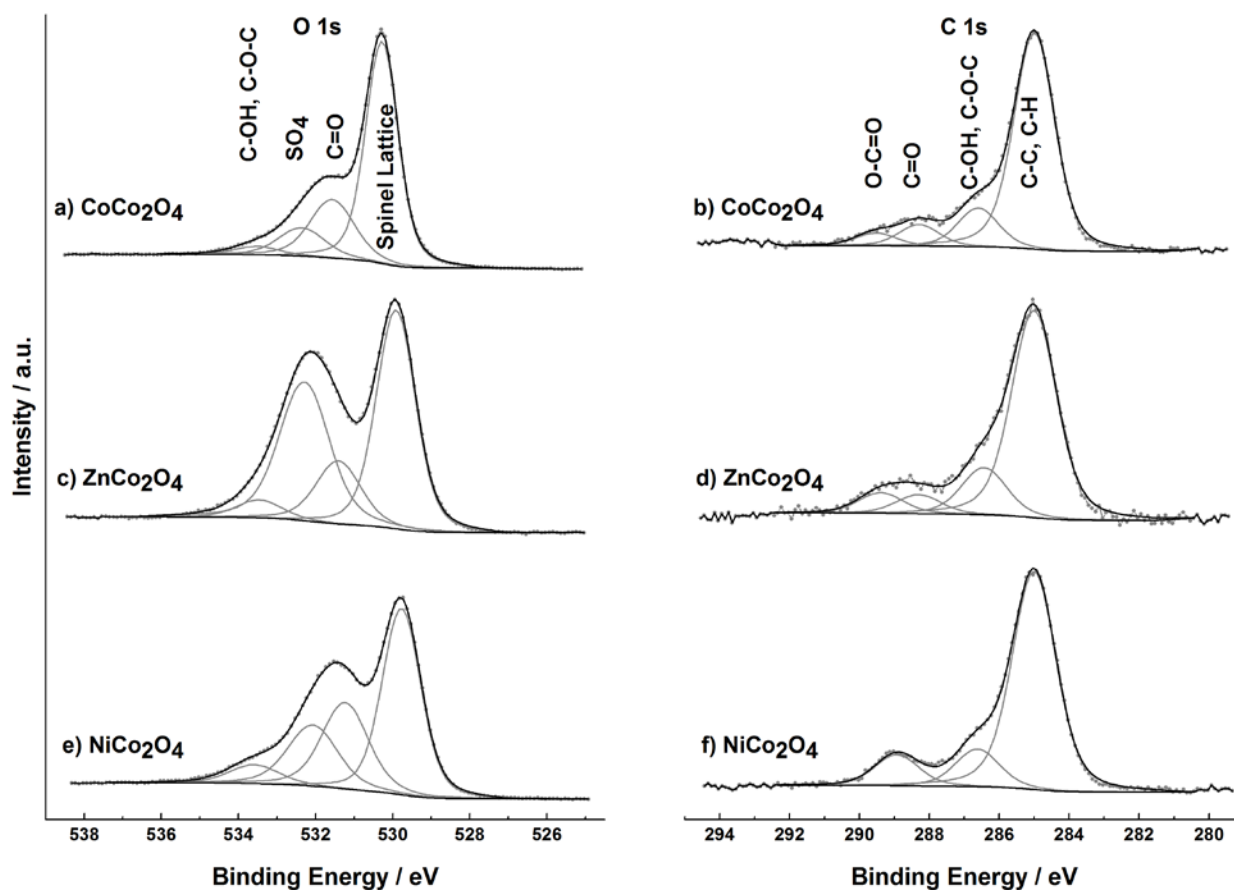 O 1s
C-OH, C-O-C
SO4
C=O
Spinel Lattice
a) CoCo2O4
c) ZnCo2O4
e) NiCo2O4
Intensity / a.u.
538 536 534 532 530 528 526
Binding Energy / eV
C 1s
O-C=O
C=O
C-OH, C-O-C
C-C, C-H
b) CoCo2O4
d) ZnCo2O4
f) NiCo2O4
294 292 290 288 286 284 282 280
Binding Energy / eV